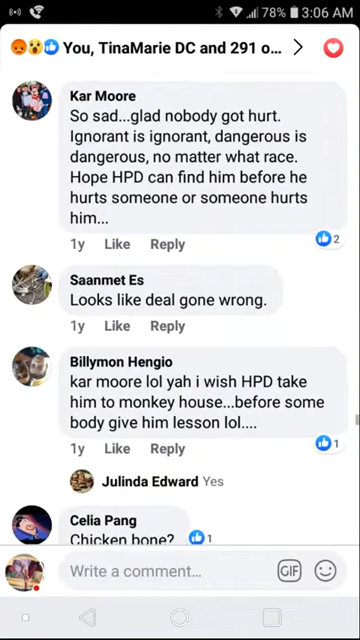 78% 3:06 AM
You, TinaMarie DC and 291 o...
Kar Moore
So sad...glad nobody got hurt.
Ignorant is ignorant, dangerous is
dangerous, no matter what race.
Hope HPD can find him before he
hurts someone or someone hurts
him...
1y Like Reply 2
Saanmet Es
Looks like deal gone wrong.
1y Like Reply
Billymon Hengio
kar moore lol yah i wish HPD take
him to monkey house...before some
body give him lesson lol....
1y Like Reply 1
Julinda Edward Yes
Celia Pang
Chicken bone? 1
Write a comment... GIF